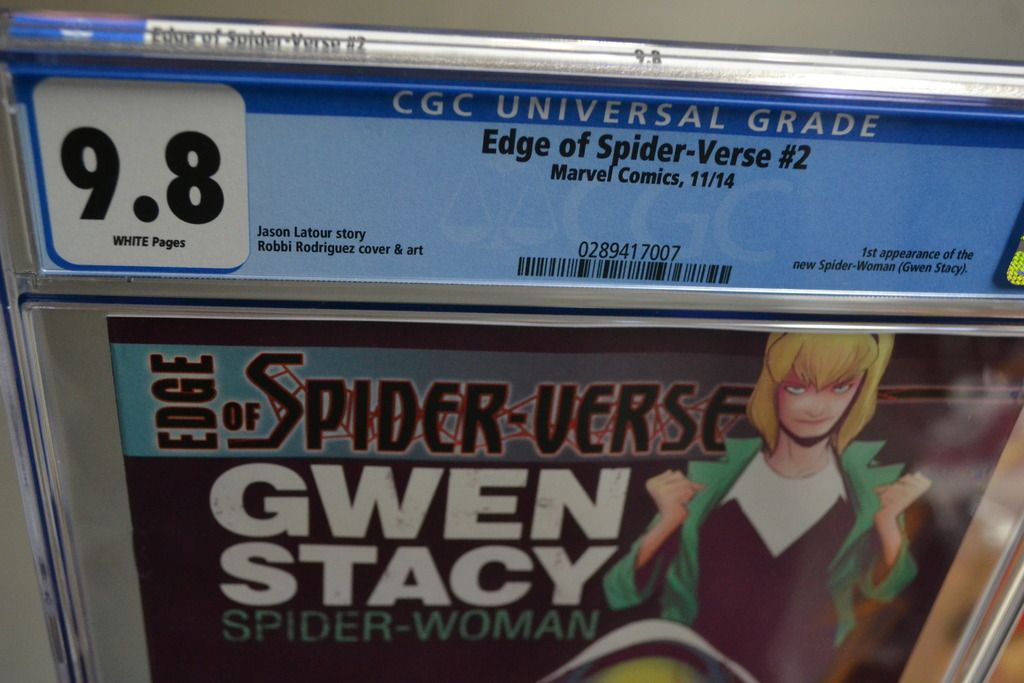 Edge of Spider-Verse #2
9.8
CGC UNIVERSAL GRADE
9.8
WHITE Pages
Edge of Spider-Verse #2
Marvel Comics, 11/14
CGC
Jason Latour story
Robbi Rodriguez cover & art
0289417007
1st appearance of the
new Spider-Woman (Gwen Stacy).
EDGE OF SPIDER-VERSE
GWEN
STACY
SPIDER-WOMAN